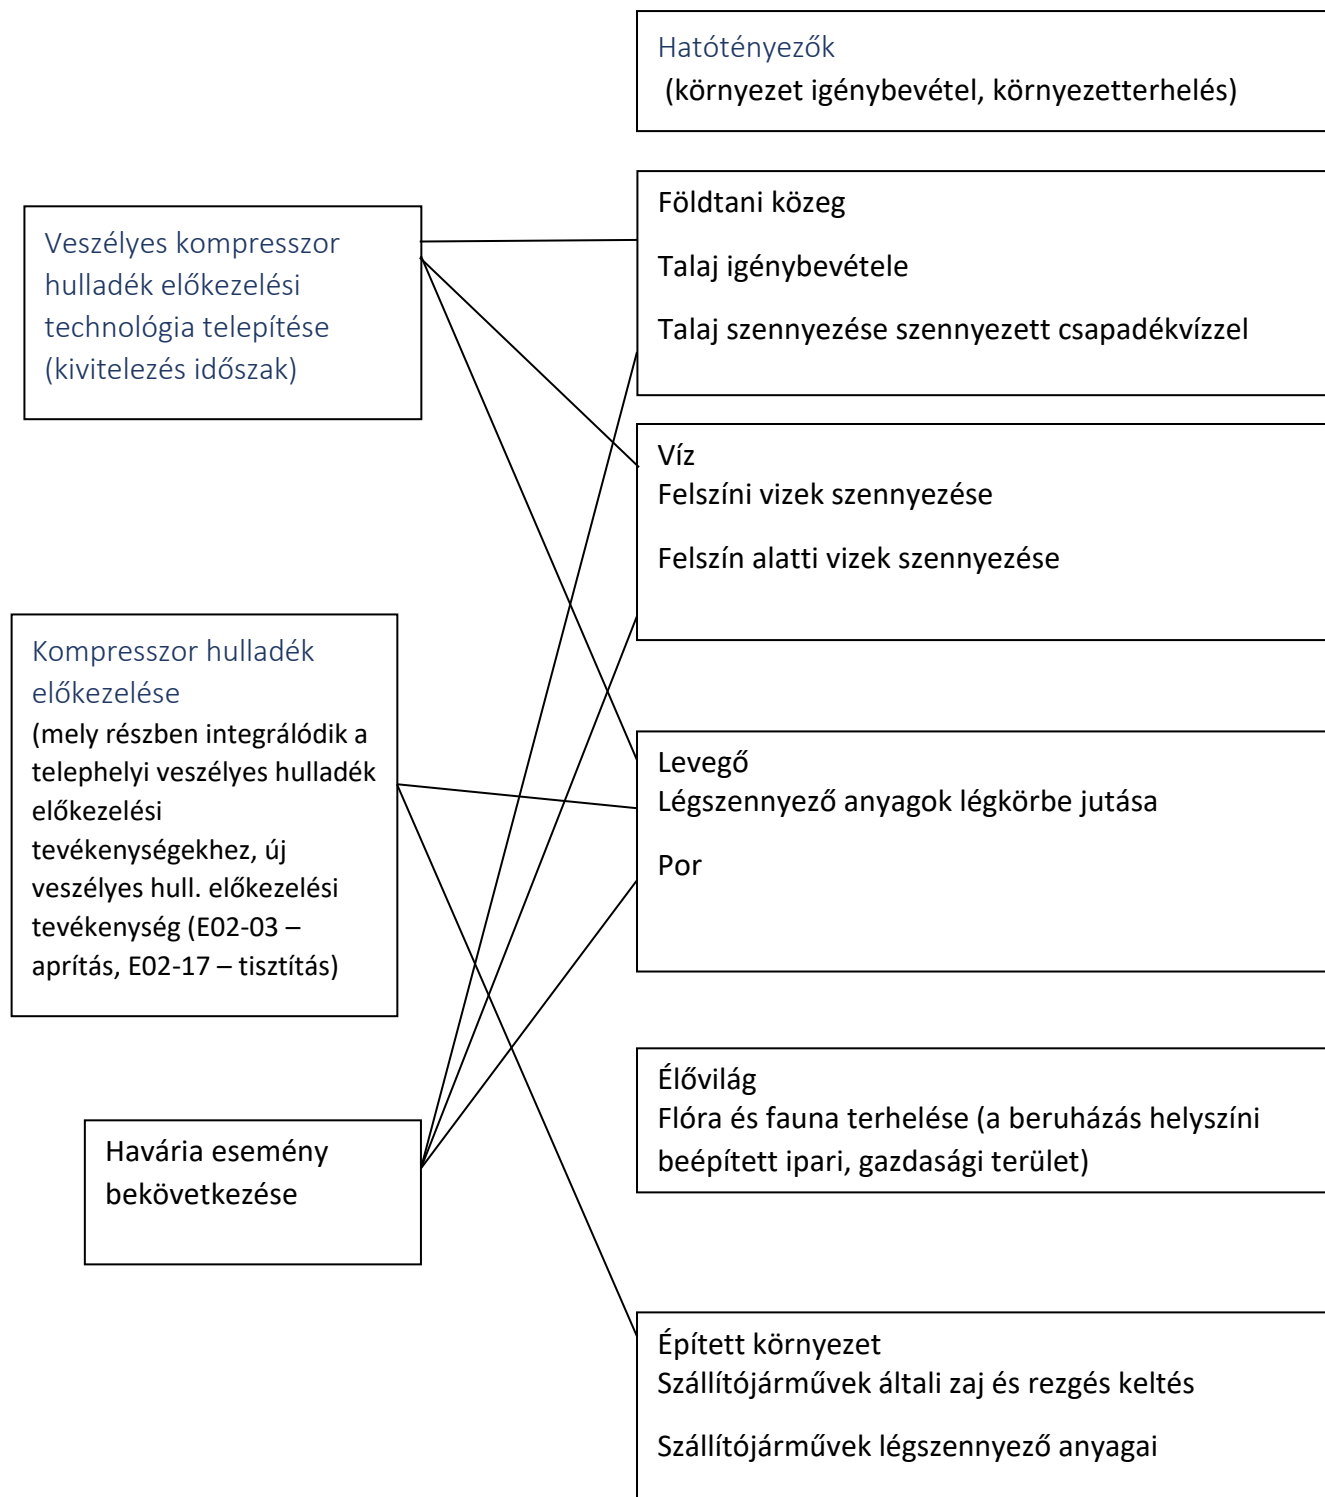 Hatótényezők
(környezet igénybevétel, környezetterhelés)
Veszélyes kompresszor
hulladék előkezelési
technológia telepítése
(kivitelezés időszak)
Földtani közeg
Talaj igénybevétele
Talaj szennyezése szennyezett csapadékvízzel
Víz
Felszíni vizek szennyezése
Felszín alatti vizek szennyezése
Kompresszor hulladék
előkezelése
(mely részben integrálódik a
telephelyi veszélyes hulladék
előkezelési
tevékenységekhez, új
veszélyes hull. előkezelési
tevékenység (E02-03 –
aprítás, E02-17 – tisztítás)
Levegő
Légszennyező anyagok légkörbe jutása
Por
Havária esemény
bekövetkezése
Élővilág
Flóra és fauna terhelése (a beruházás helyszíni
beépített ipari, gazdasági terület)
Épített környezet
Szállítójárművek általi zaj és rezgés keltés
Szállítójárművek légszennyező anyagai